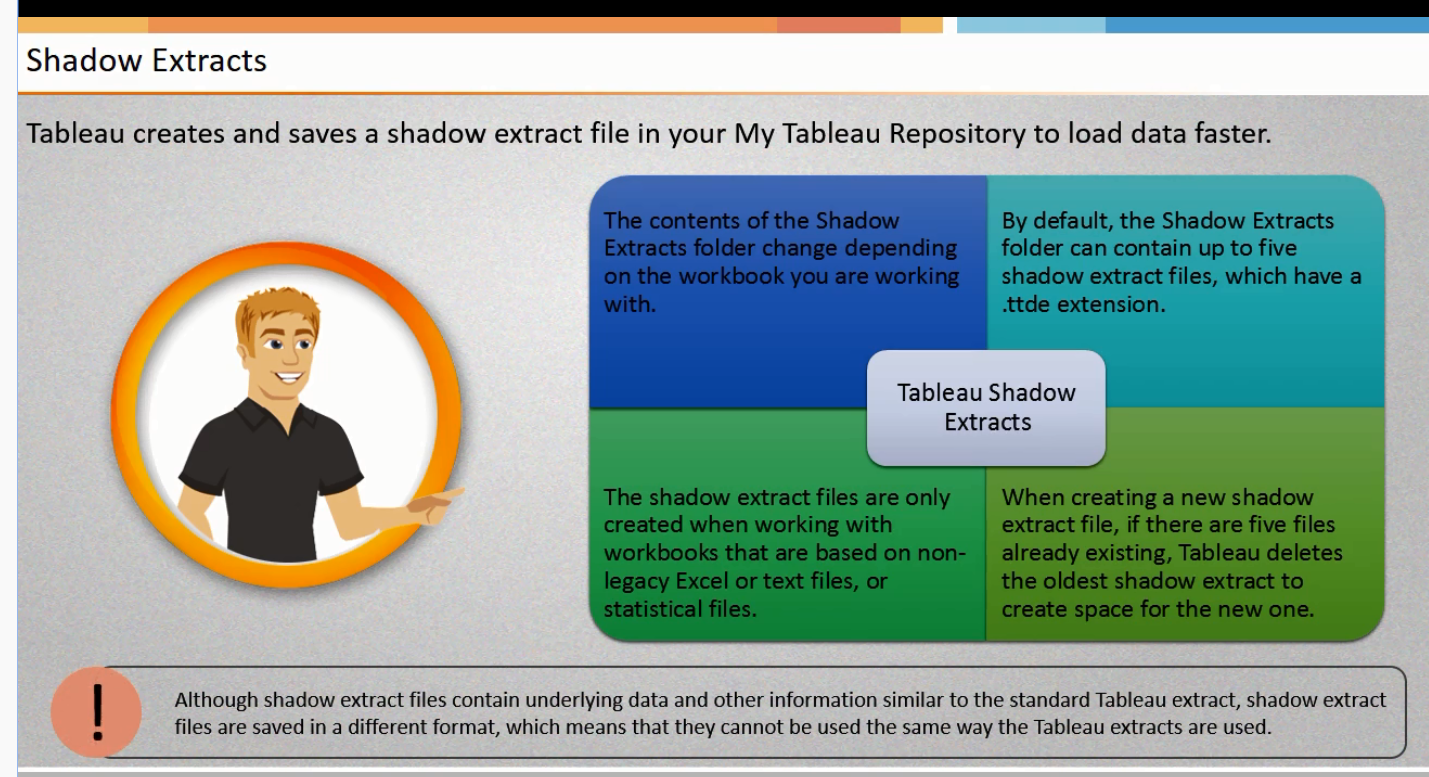 Shadow Extracts
Tableau creates and saves a shadow extract file in your My Tableau Repository to load data faster.
The contents of the Shadow
Extracts folder change depending
on the workbook you are working
with.
By default, the Shadow Extracts
folder can contain up to five
shadow extract files, which have a
.ttde extension.
Tableau Shadow
Extracts
The shadow extract files are only
created when working with
workbooks that are based on non-
legacy Excel or text files, or
statistical files.
When creating a new shadow
extract file, if there are five files
already existing, Tableau deletes
the oldest shadow extract to
create space for the new one.
!
Although shadow extract files contain underlying data and other information similar to the standard Tableau extract, shadow extract
files are saved in a different format, which means that they cannot be used the same way the Tableau extracts are used.